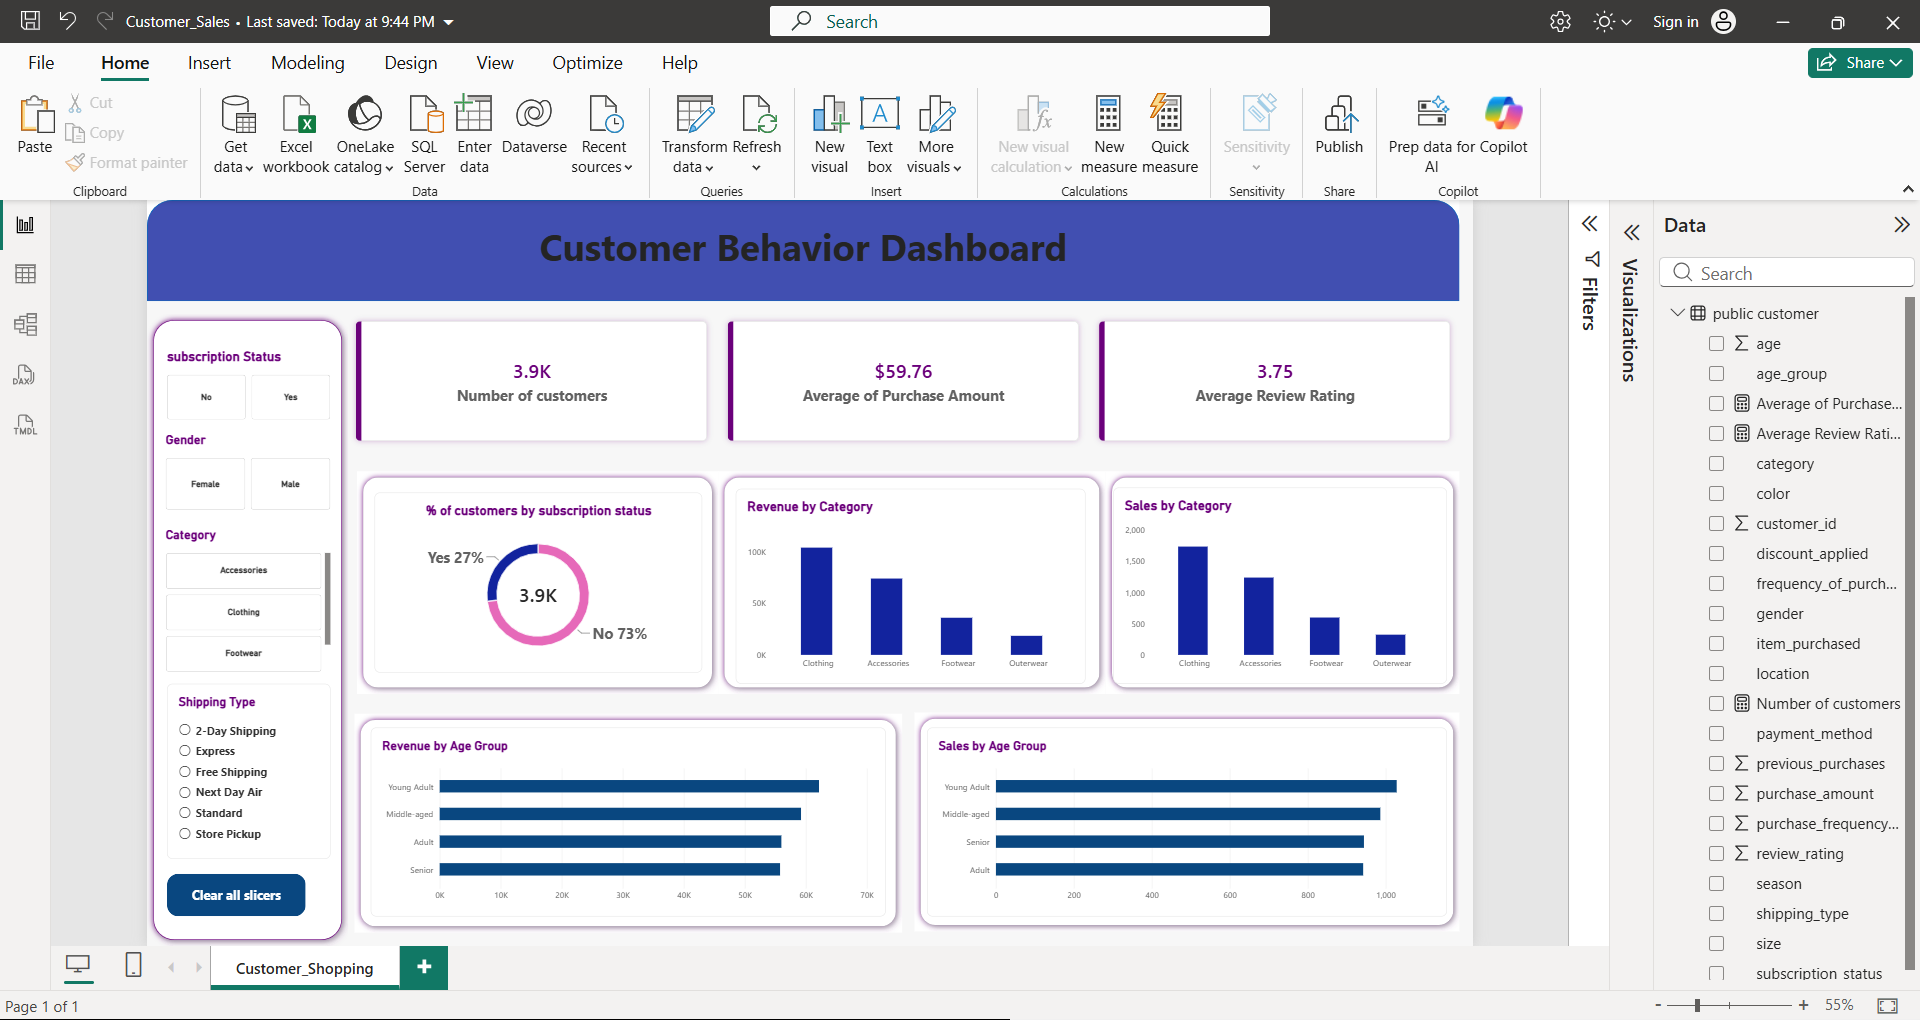 Customer_Sales • Last saved: Today at 9:44 PM
Search
Sign in
File
Home
Insert
Modeling
Design
View
Optimize
Help
Share
Paste
Cut
Copy
Format painter
Clipboard
Get data
Excel workbook
OneLake catalog
SQL Server
Enter data
Dataverse
Recent sources
Data
Transform data
Refresh
Queries
New visual
Text box
More visuals
Insert
New visual calculation
New measure
Quick measure
Calculations
Sensitivity
Sensitivity
Publish
Share
Prep data for AI
Copilot
Copilot
DAX
TMDL
Customer Behavior Dashboard
subscription Status
No
Yes
Gender
Female
Male
Category
Accessories
Clothing
Footwear
Shipping Type
2-Day Shipping
Express
Free Shipping
Next Day Air
Standard
Store Pickup
Clear all slicers
3.9K
Number of customers
$59.76
Average of Purchase Amount
3.75
Average Review Rating
% of customers by subscription status
Yes 27%
3.9K
No 73%
Revenue by Category
100K
50K
0K
Clothing
Accessories
Footwear
Outerwear
Sales by Category
2,000
1,500
1,000
500
0
Clothing
Accessories
Footwear
Outerwear
Revenue by Age Group
Young Adult
Middle-aged
Adult
Senior
0K
10K
20K
30K
40K
50K
60K
70K
Sales by Age Group
Young Adult
Middle-aged
Senior
Adult
0
200
400
600
800
1,000
Filters
Visualizations
Data
Search
public customer
age
age_group
Average of Purchase...
Average Review Rati...
category
color
customer_id
discount_applied
frequency_of_purch...
gender
item_purchased
location
Number of customers
payment_method
previous_purchases
purchase_amount
purchase_frequency...
review_rating
season
shipping_type
size
subscription_status
Customer_Shopping
Page 1 of 1
55%